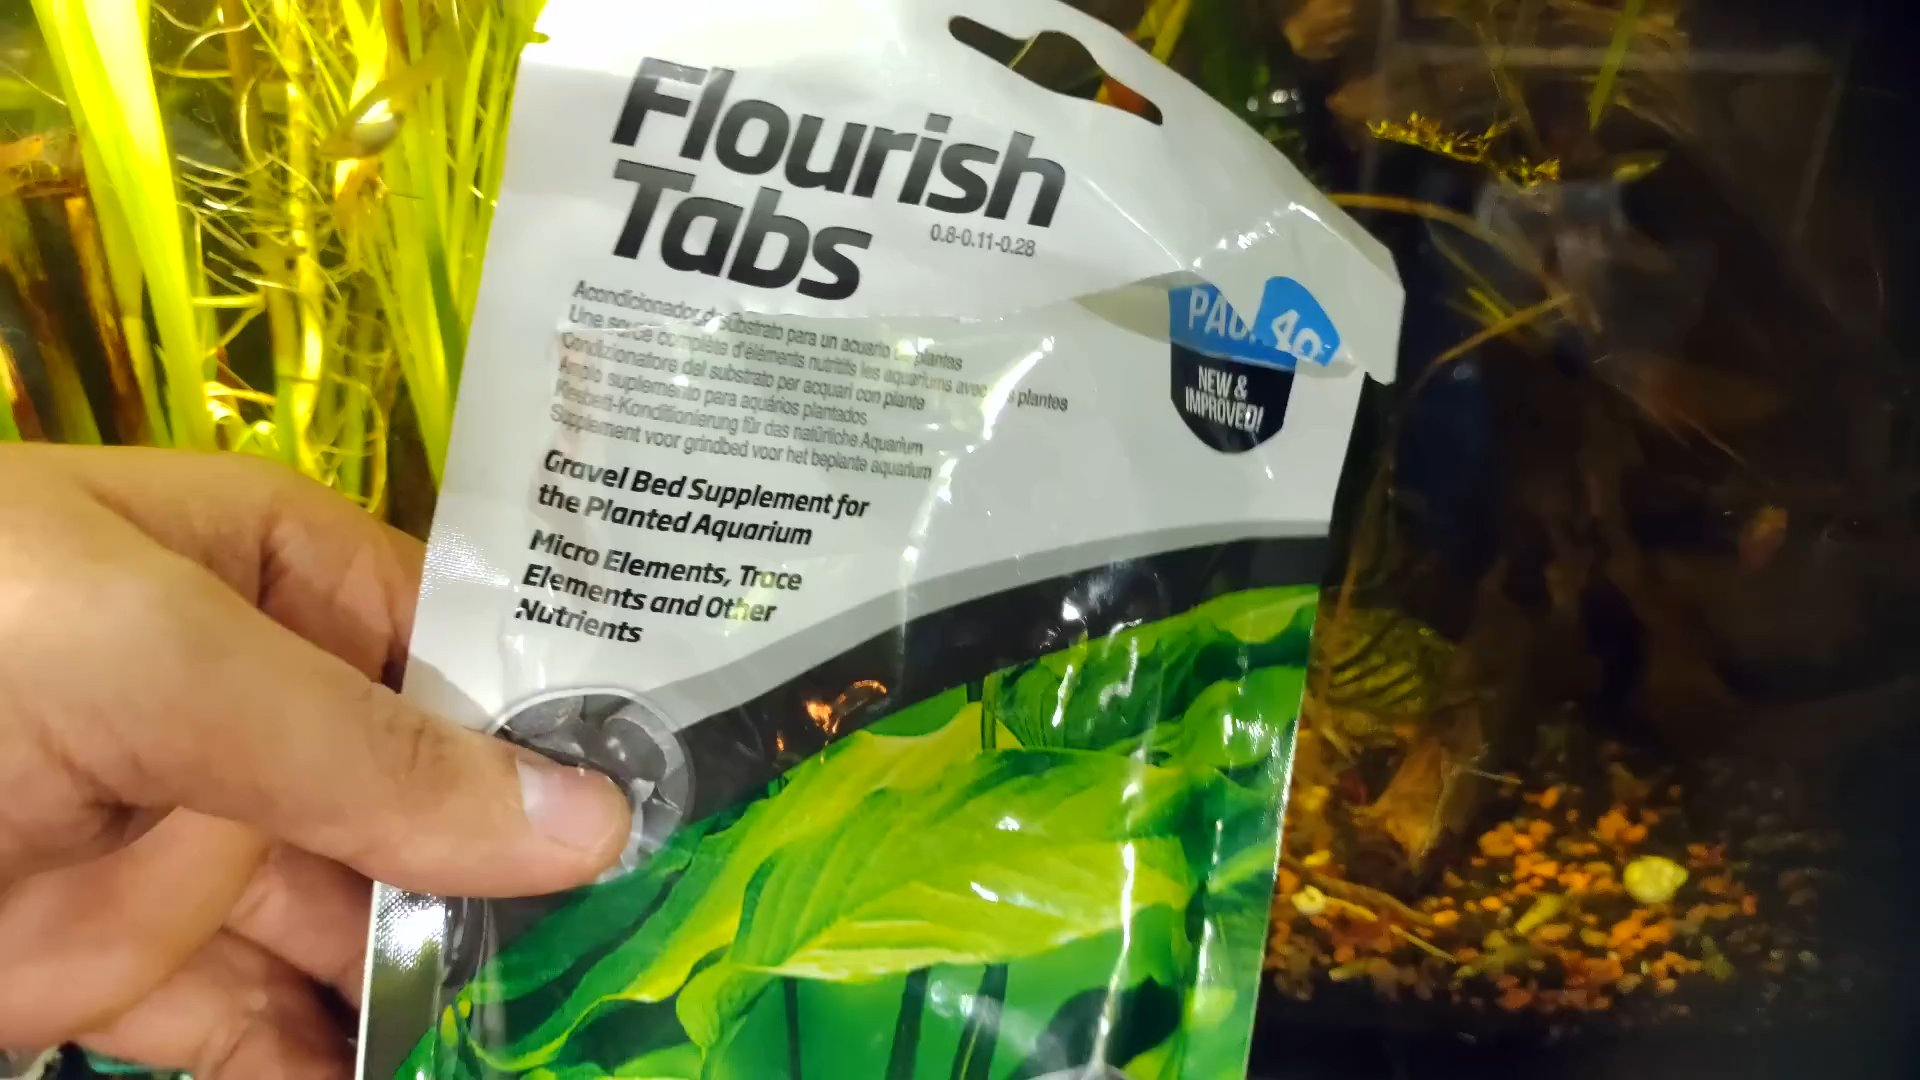 Flourish
Tabs
0.8-0.11-0.28
Acondicionador de substrato para un acuario de plantas
Une source complète d'éléments nutritifs les aquariums avec plantes
Condizionatore del substrato per acquari con piante
Amplo suplemento para aquários plantados
Kiesbett-Konditionierung für das natürliche Aquarium
Supplement voor grindbed voor het beplante aquarium
40
NEW &
IMPROVED!
Gravel Bed Supplement for
the Planted Aquarium
Micro Elements, Trace
Elements and Other
Nutrients